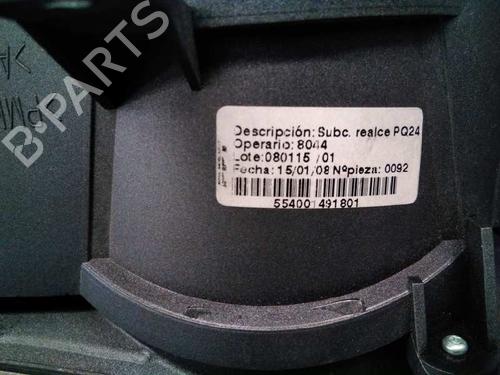 B-PARTS
Descripción: Subc. realce PQ24
Operario: 8044
Lote:080115 /01
Fecha: 15/01/08 Nºpieza: 0092
554001491801